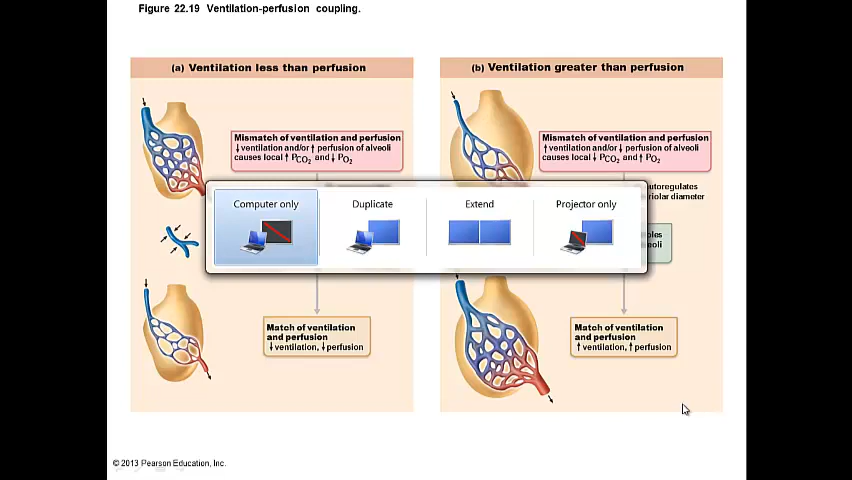 Figure 22.19 Ventilation-perfusion coupling.
(a) Ventilation less than perfusion
Mismatch of ventilation and perfusion
↓ventilation and/or ↑ perfusion of alveoli
causes local ↑ PCO2 and ↓ PO2
Match of ventilation
and perfusion
↓ventilation, ↓perfusion
(b) Ventilation greater than perfusion
Mismatch of ventilation and perfusion
↑ventilation and/or ↓ perfusion of alveoli
causes local ↓ PCO2 and ↑ PO2
Match of ventilation
and perfusion
↑ ventilation, ↑perfusion
Computer only
Duplicate
Extend
Projector only
diameter
© 2013 Pearson Education, Inc.